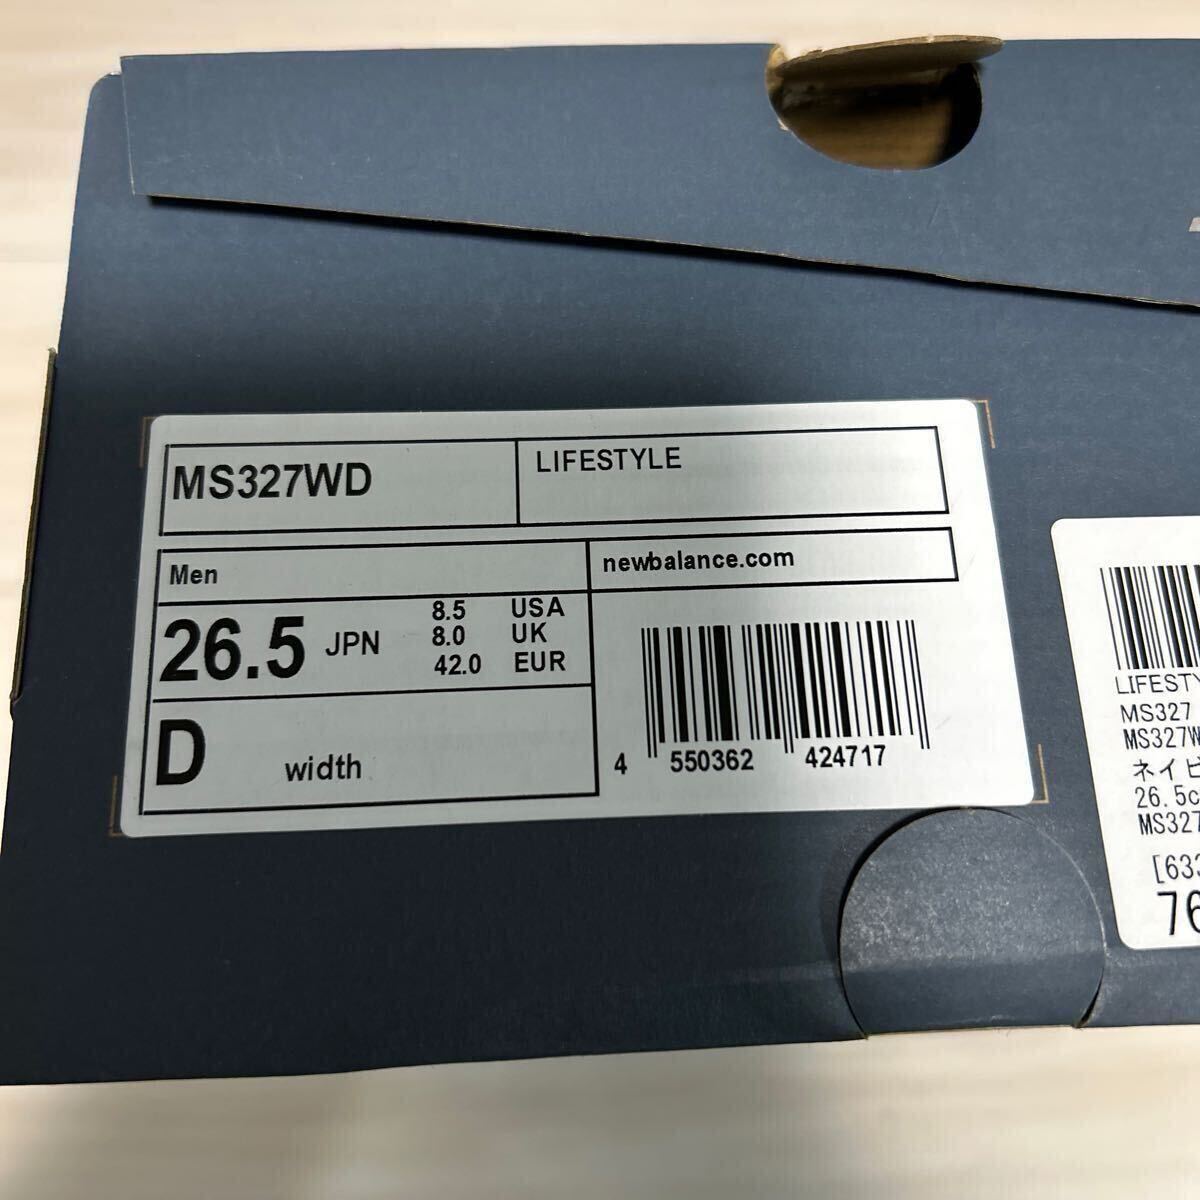 MS327WD
LIFESTYLE
Men
newbalance.com
26.5 JPN
8.5 USA
8.0 UK
42.0 EUR
D width
4 550362 424717
LIFESTY
MS327
MS327W
ネイビ
26.5c
MS327
[633
76